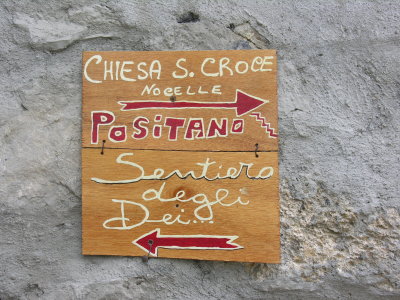 CHIESA S. CROCE
NOCELLE
POSITANO
Sentiero
degli
Dei...